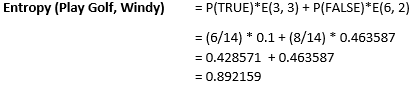 Entropy (Play Golf, Windy) = P(TRUE)*E(3, 3) + P(FALSE)*E(6, 2)
= (6/14) * 0.1 + (8/14) * 0.463587
= 0.428571 + 0.463587
= 0.892159